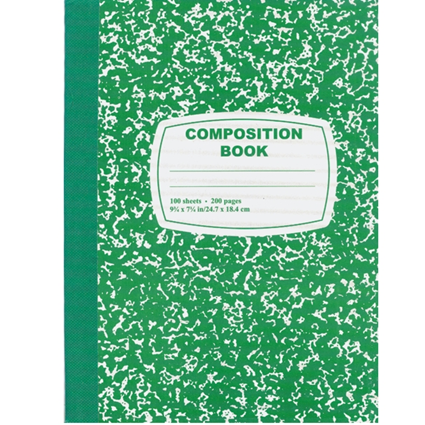 COMPOSITION
BOOK
100 sheets • 200 pages
9¾ x 7½ in/24.7 x 18.4 cm